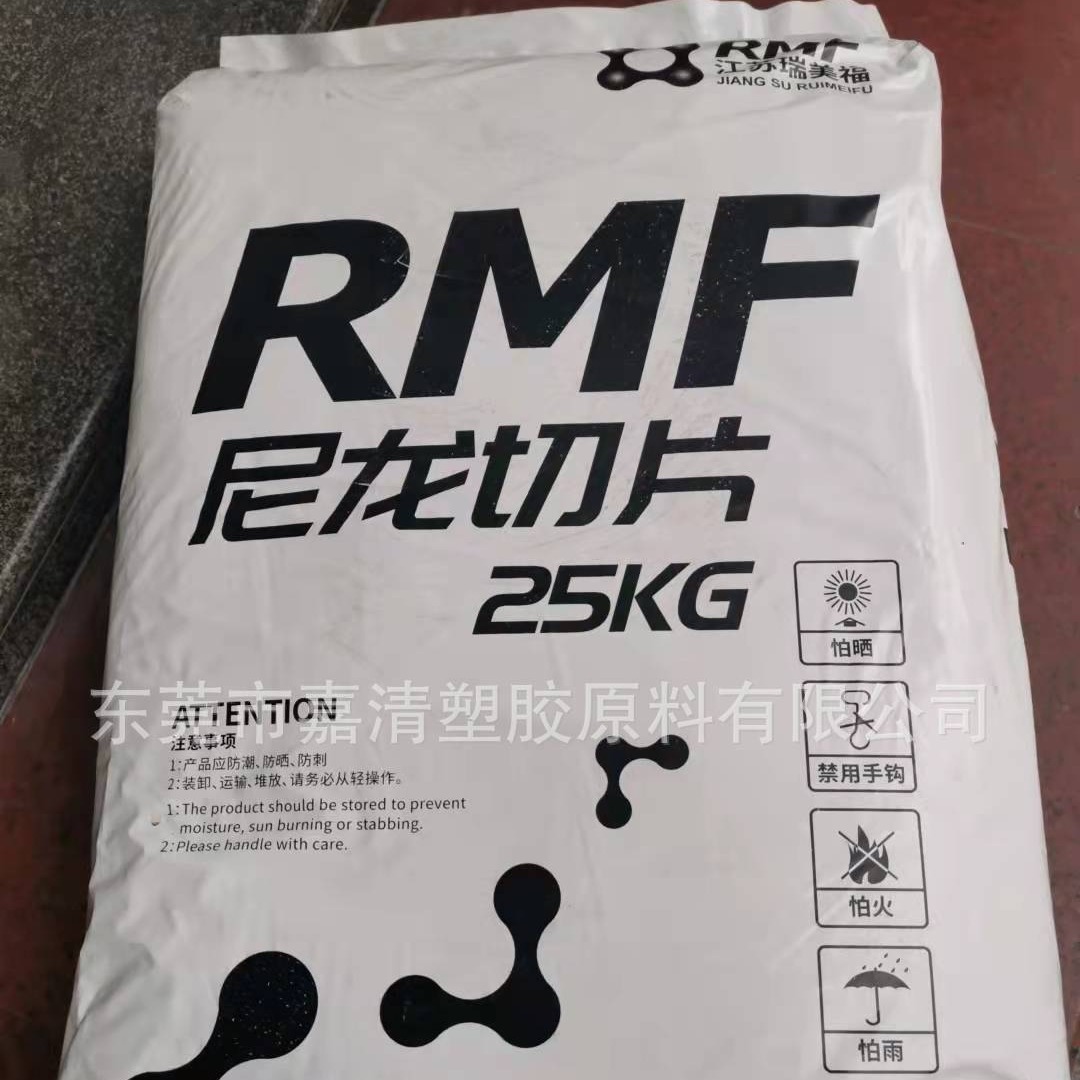 RMF
江苏瑞美福
JIANG SU RUIMEIFU
RMF
尼龙切片
25KG
怕晒
东莞市嘉清塑胶原料有限公司
ATTENTION
注意事项
1:产品应防潮、防晒、防刺
2:装卸、运输、堆放、请务必从轻操作。
1:The product should be stored to prevent
moisture, sun burning or stabbing.
2:Please handle with care.
禁用手钩
怕火
怕雨